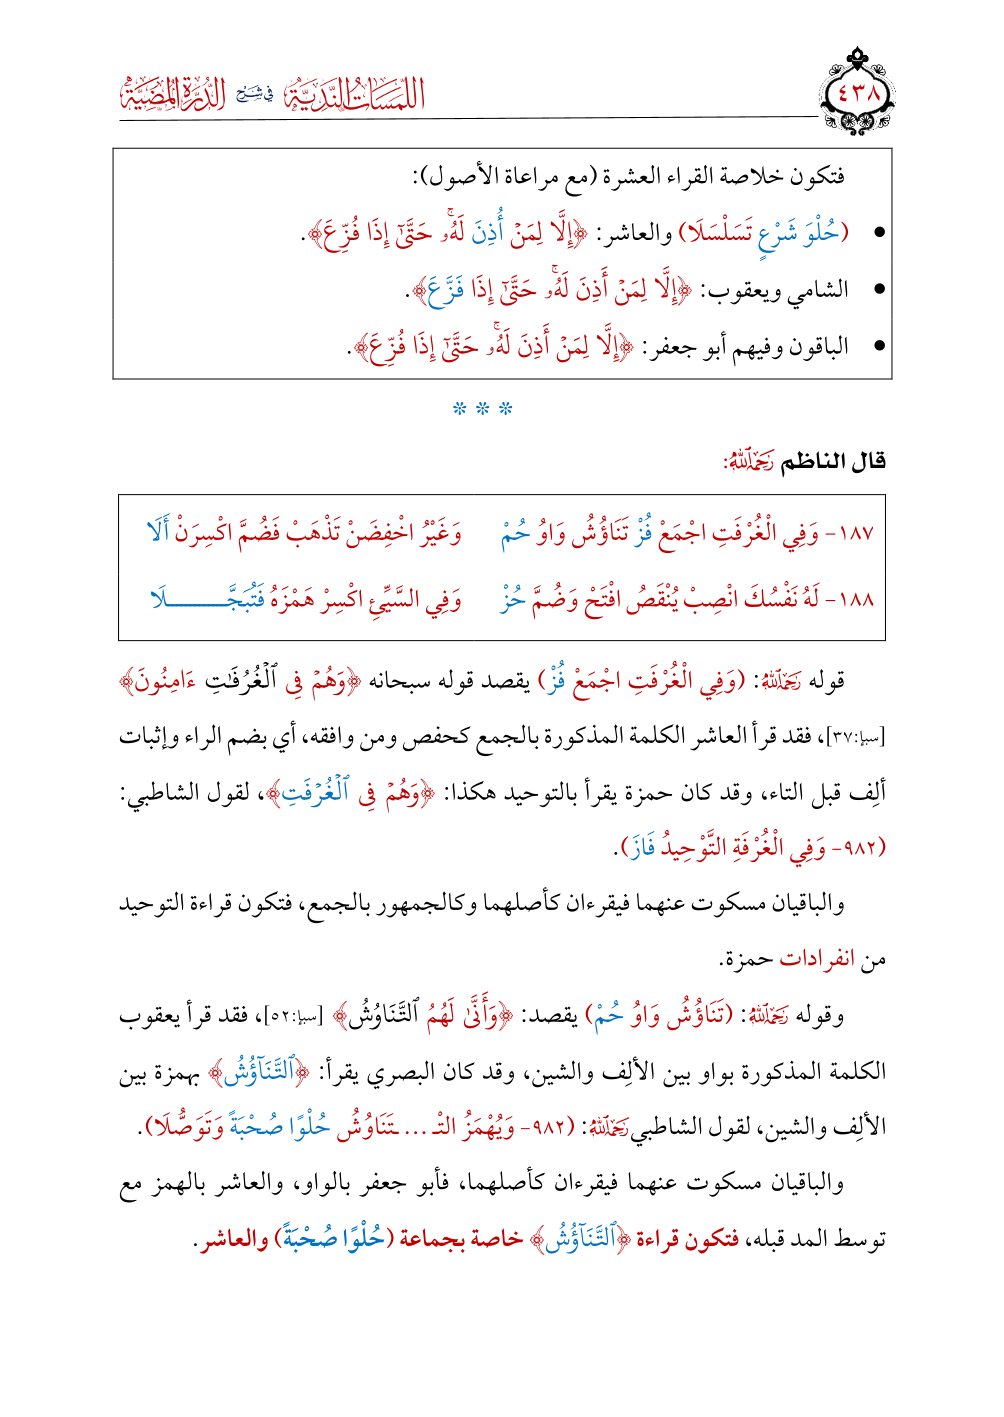 ٤٣٨
اللمسات الندية في شرح الدرة المضية
فتكون خلاصة القراء العشرة (مع مراعاة الأصول):
• (حُلْوَ شَرْعٍ تَسَلْسَلَا) والعاشر: ﴿إِلَّا لِمَنۡ أُذِنَ لَهُۥۚ حَتَّىٰٓ إِذَا فُزِّعَ﴾.
• الشامي ويعقوب: ﴿إِلَّا لِمَنۡ أَذِنَ لَهُۥۚ حَتَّىٰٓ إِذَا فَزَّعَ﴾.
• الباقون وفيهم أبو جعفر: ﴿إِلَّا لِمَنۡ أَذِنَ لَهُۥۚ حَتَّىٰٓ إِذَا فُزِّعَ﴾.
***
قال الناظم رَحِمَهُ ٱللَّهُ:
١٨٧- وَفِي الْغُرْفَتِ اجْمَعْ فُزْ تَنَاؤُشُ وَاوُ حُمْ وَغَيْرُ اخْفِضَنْ تَذْهَبْ فَضُمَّ اكْسِرَنْ أَلَا
١٨٨- لَهُ نَفْسُكَ انْصِبْ يُنْقَصُ افْتَحْ وَضُمَّ حُزْ وَفِي السَّيِّئِ اكْسِرْ هَمْزَهُ فَتُبَجَّـــــــــلَا
قوله رَحِمَهُ ٱللَّهُ: (وَفِي الْغُرْفَتِ اجْمَعْ فُزْ) يقصد قوله سبحانه ﴿وَهُمۡ فِي ٱلۡغُرُفَٰتِ ءَامِنُونَ﴾
[سبإ:٣٧]، فقد قرأ العاشر الكلمة المذكورة بالجمع كحفص ومن وافقه، أي بضم الراء وإثبات
ألِف قبل التاء، وقد كان حمزة يقرأ بالتوحيد هكذا: ﴿وَهُمۡ فِي ٱلۡغُرۡفَتِ﴾، لقول الشاطبي:
(٩٨٢- وَفِي الْغُرْفَةِ التَّوْحِيدُ فَازَ).
والباقيان مسكوت عنهما فيقرءان كأصلهما وكالجمهور بالجمع، فتكون قراءة التوحيد
من انفرادات حمزة.
وقوله رَحِمَهُ ٱللَّهُ: (تَنَاؤُشُ وَاوُ حُمْ) يقصد: ﴿وَأَنَّىٰ لَهُمُ ٱلتَّنَاوُشُ﴾ [سبإ:٥٢]، فقد قرأ يعقوب
الكلمة المذكورة بواو بين الألِف والشين، وقد كان البصري يقرأ: ﴿ٱلتَّنَآؤُشُ﴾ بهمزة بين
الألِف والشين، لقول الشاطبي رَحِمَهُ ٱللَّهُ: (٩٨٢- وَيُهْمَزُ التْـ ... ـتَنَاوُشُ حُلْوًا صُحْبَةً وَتَوَصُّلَا).
والباقيان مسكوت عنهما فيقرءان كأصلهما، فأبو جعفر بالواو، والعاشر بالهمز مع
توسط المد قبله، فتكون قراءة ﴿ٱلتَّنَآؤُشُ﴾ خاصة بجماعة (حُلْوًا صُحْبَةً) والعاشر.